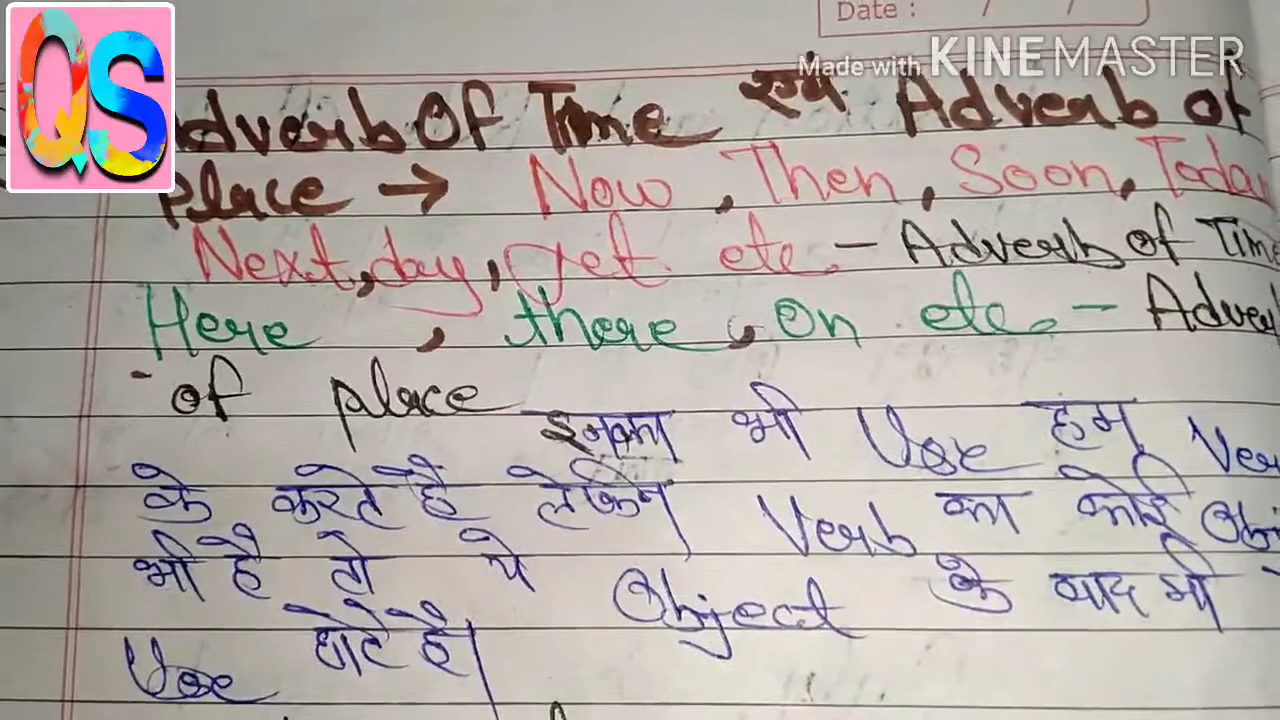 Date : / /
Made with KINEMASTER
QS
dverb Of Time एवं Adverb of
Place → Now, Then, Soon, Today
Next, day, yet etc. - Adverb of Time
Here, there, on etc. - Adverb
of place इनका भी Use हम Ver
के करते है लेकिन Verb का कोई Obj
भी है तो ये Object के बाद भी
Use होते है।